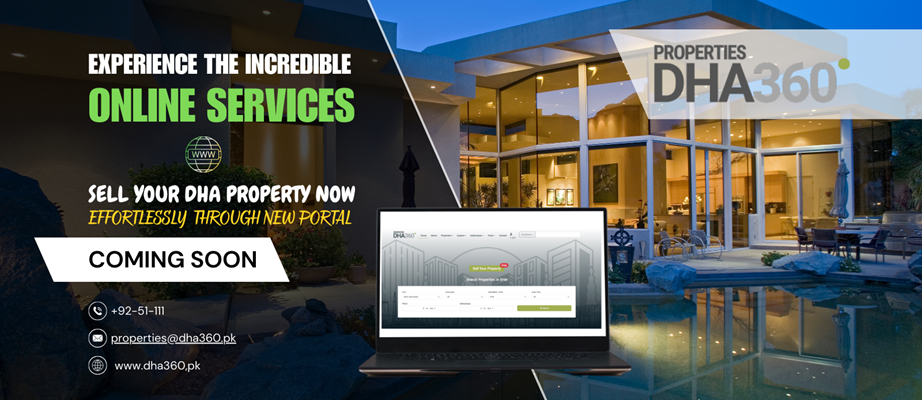 EXPERIENCE THE INCREDIBLE
ONLINE SERVICES
WWW
SELL YOUR DHA PROPERTY NOW
EFFORTLESSLY THROUGH NEW PORTAL
COMING SOON
+92-51-111
properties@dha360.pk
www.dha360,pk
PROPERTIES
DHA360
DHA360
Sell Your Property